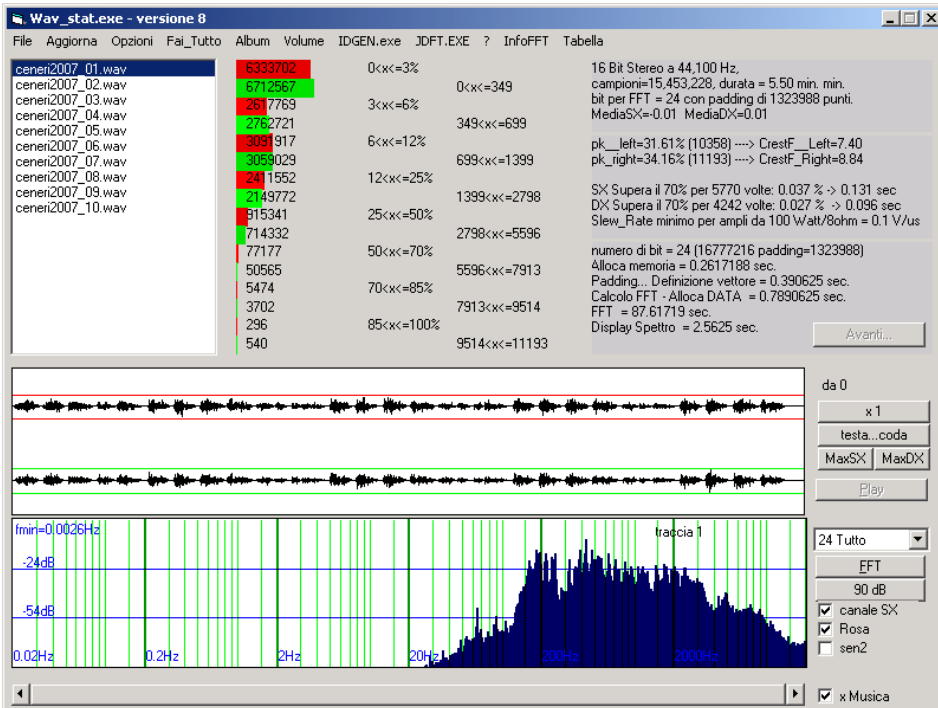 Wav_stat.exe - versione 8
File Aggiorna Opzioni Fai_Tutto Album Volume IDGEN.exe JDFT.EXE ? InfoFFT Tabella
ceneri2007_01.wav
ceneri2007_02.wav
ceneri2007_03.wav
ceneri2007_04.wav
ceneri2007_05.wav
ceneri2007_06.wav
ceneri2007_07.wav
ceneri2007_08.wav
ceneri2007_09.wav
ceneri2007_10.wav
6333702 0<x<=3%
6712567 0<x<=349
2617769 3<x<=6%
2762721 349<x<=699
3091917 6<x<=12%
3059029 699<x<=1399
2411552 12<x<=25%
2149772 1399<x<=2798
915341 25<x<=50%
714332 2798<x<=5596
77177 50<x<=70%
50565 5596<x<=7913
5474 70<x<=85%
3702 7913<x<=9514
296 85<x<=100%
540 9514<x<=11193
16 Bit Stereo a 44,100 Hz,
campioni=15,453,228, durata = 5.50 min. min.
bit per FFT = 24 con padding di 1323988 punti.
MediaSX=-0.01 MediaDX=0.01
pk__left=31.61% (10358) ----> CrestF__Left=7.40
pk_right=34.16% (11193) ----> CrestF_Right=8.84
SX Supera il 70% per 5770 volte: 0.037 % -> 0.131 sec
DX Supera il 70% per 4242 volte: 0.027 % -> 0.096 sec
Slew_Rate minimo per ampli da 100 Watt/8ohm = 0.1 V/us
numero di bit = 24 (16777216 padding=1323988)
Alloca memoria = 0.2617188 sec.
Padding... Definizione vettore = 0.390625 sec.
Calcolo FFT - Alloca DATA = 0.7890625 sec.
FFT = 87.61719 sec.
Display Spettro = 2.5625 sec.
Avanti...
da 0
x 1
testa...coda
MaxSX MaxDX
Play
fmin=0.0026Hz
traccia 1
-24dB
-54dB
0.02Hz 0.2Hz 2Hz 20Hz 200Hz 2000Hz
24 Tutto
FFT
90 dB
canale SX
Rosa
sen2
x Musica